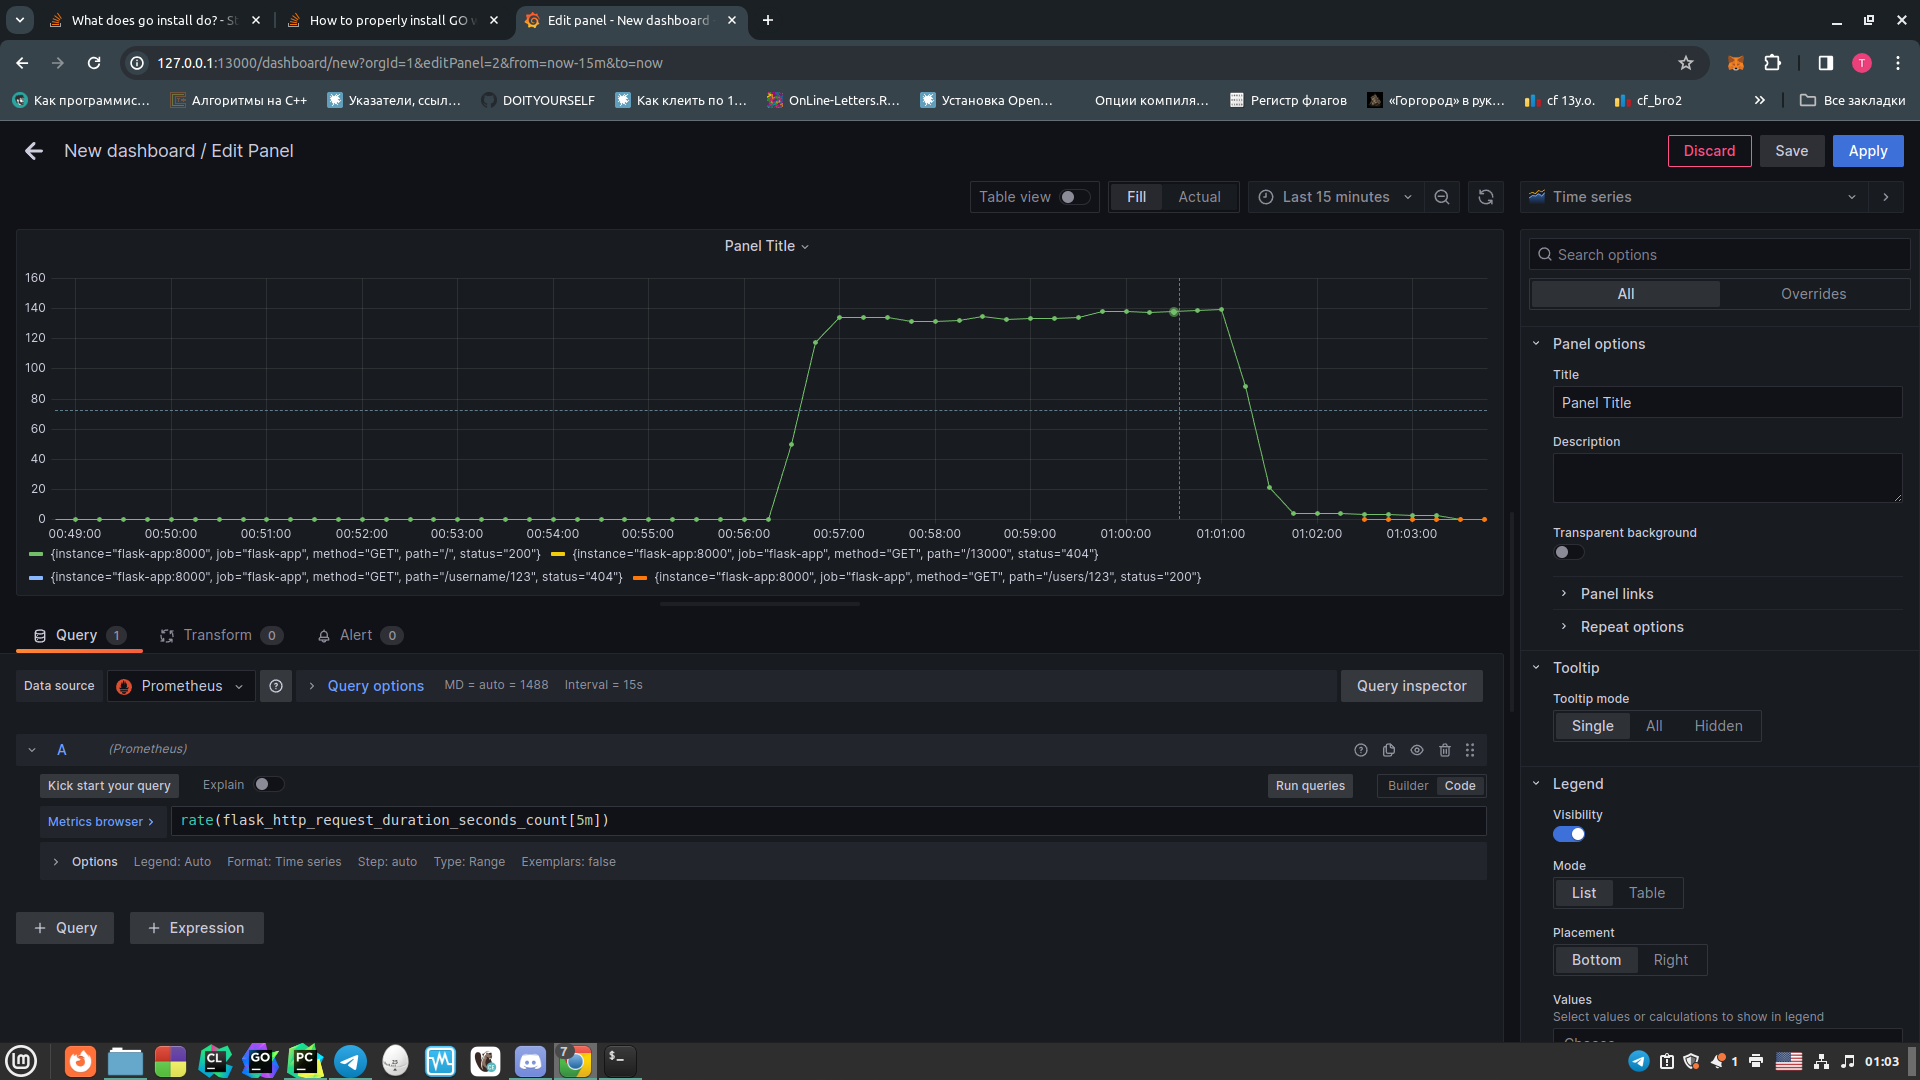 What does go install do? - St
How to properly install GO w
Edit panel - New dashboard
127.0.0.1:13000/dashboard/new?orgId=1&editPanel=2&from=now-15m&to=now
T
Как программис...
Алгоритмы на С++
Указатели, ссыл...
DOITYOURSELF
Как клеить по 1...
OnLine-Letters.R...
Установка Open...
Опции компиля...
Регистр флагов
«Горгород» в рук...
cf 13y.o.
cf_bro2
»
Все закладки
New dashboard / Edit Panel
Discard
Save
Apply
Table view
Fill
Actual
Last 15 minutes
Time series
Panel Title
Search options
All
Overrides
160
140
120
100
80
60
40
20
0
00:49:00
00:50:00
00:51:00
00:52:00
00:53:00
00:54:00
00:55:00
00:56:00
00:57:00
00:58:00
00:59:00
01:00:00
01:01:00
01:02:00
01:03:00
{instance="flask-app:8000", job="flask-app", method="GET", path="/", status="200"}
{instance="flask-app:8000", job="flask-app", method="GET", path="/13000", status="404"}
{instance="flask-app:8000", job="flask-app", method="GET", path="/username/123", status="404"}
{instance="flask-app:8000", job="flask-app", method="GET", path="/users/123", status="200"}
Panel options
Title
Panel Title
Description
Transparent background
Panel links
Repeat options
Tooltip
Tooltip mode
Single
All
Hidden
Legend
Visibility
Mode
List
Table
Placement
Bottom
Right
Values
Select values or calculations to show in legend
Query 1
Transform 0
Alert 0
Data source
Prometheus
Query options
MD = auto = 1488
Interval = 15s
Query inspector
A
(Prometheus)
Kick start your query
Explain
Run queries
Builder
Code
Metrics browser >
rate(flask_http_request_duration_seconds_count[5m])
Options
Legend: Auto
Format: Time series
Step: auto
Type: Range
Exemplars: false
+ Query
+ Expression
CL
GO
PC
7
$_
1
01:03